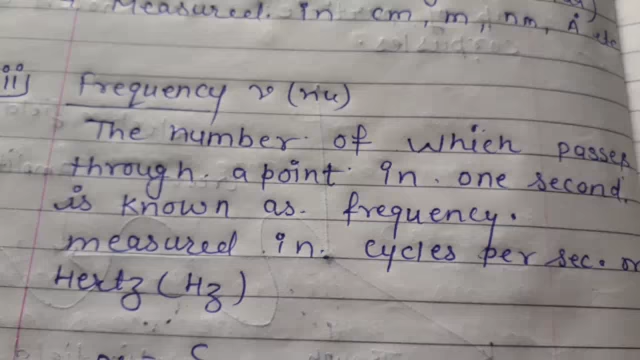 Measured. in cm, m, nm, Å etc
ii) Frequency ν (niu)
The number of which passes
through. a point in one second.
is known as frequency.
measured in. cycles per sec. or
Hertz (Hz)